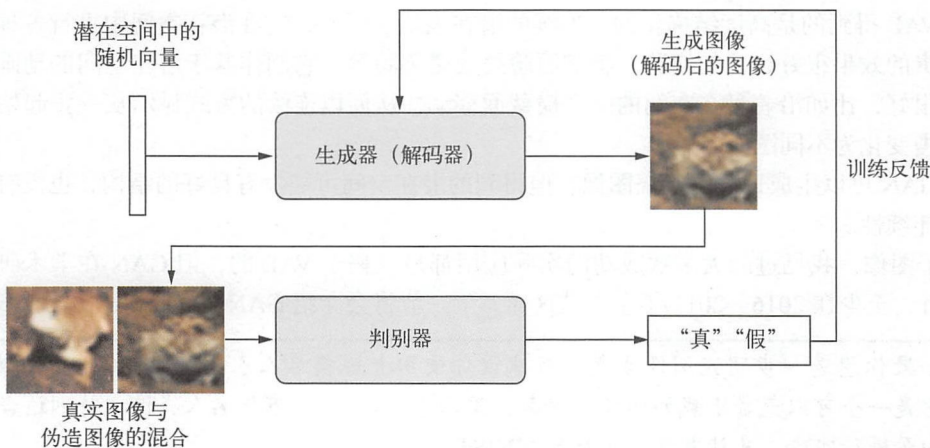 潜在空间中的
随机向量
生成图像
（解码后的图像）
生成器（解码器）
训练反馈
判别器
“真”“假”
真实图像与
伪造图像的混合